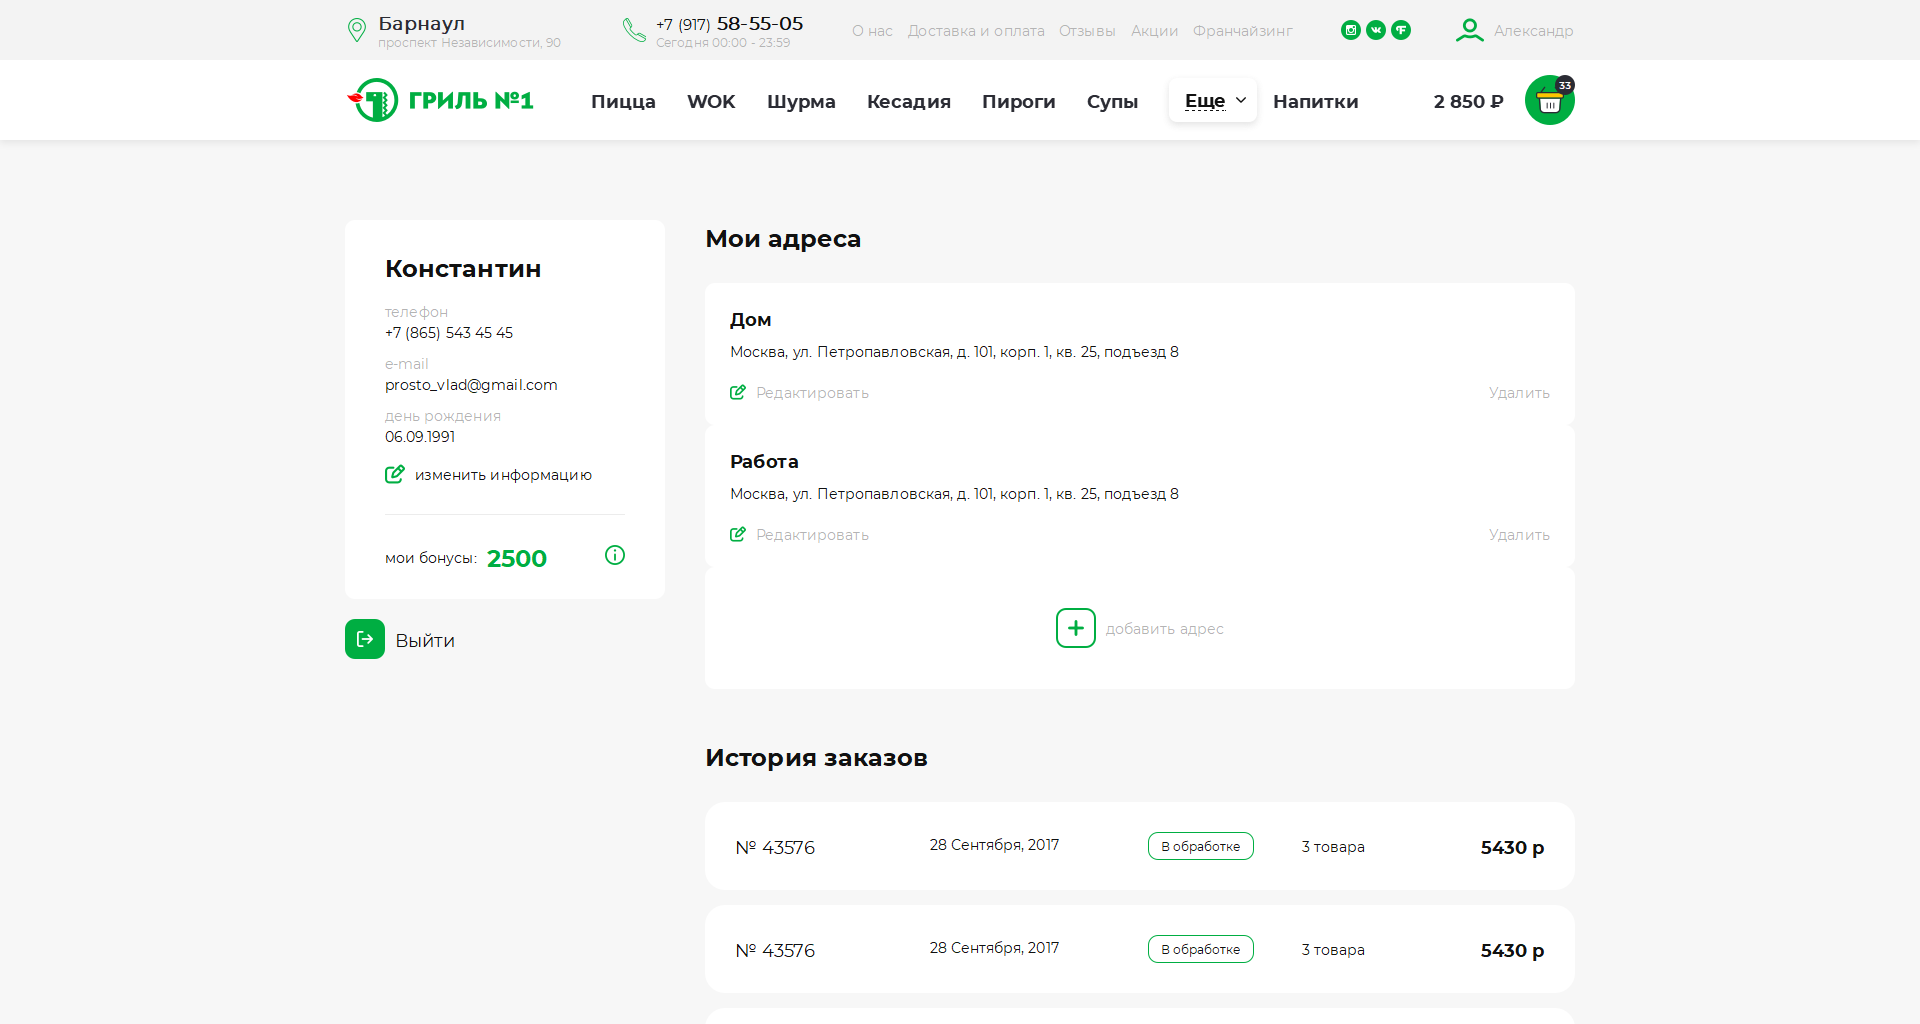 Барнаул
проспект Независимости, 90
+7 (917) 58-55-05
Сегодня 00:00 - 23:59
О нас Доставка и оплата Отзывы Акции Франчайзинг
Александр
ГРИЛЬ №1
Пицца WOK Шурма Кесадия Пироги Супы Еще Напитки
2 850 ₽
33
Константин
телефон
+7 (865) 543 45 45
e-mail
prosto_vlad@gmail.com
день рождения
06.09.1991
изменить информацию
мои бонусы: 2500
Выйти
Мои адреса
Дом
Москва, ул. Петропавловская, д. 101, корп. 1, кв. 25, подъезд 8
Редактировать Удалить
Работа
Москва, ул. Петропавловская, д. 101, корп. 1, кв. 25, подъезд 8
Редактировать Удалить
добавить адрес
История заказов
№ 43576 28 Сентября, 2017 В обработке 3 товара 5430 р
№ 43576 28 Сентября, 2017 В обработке 3 товара 5430 р